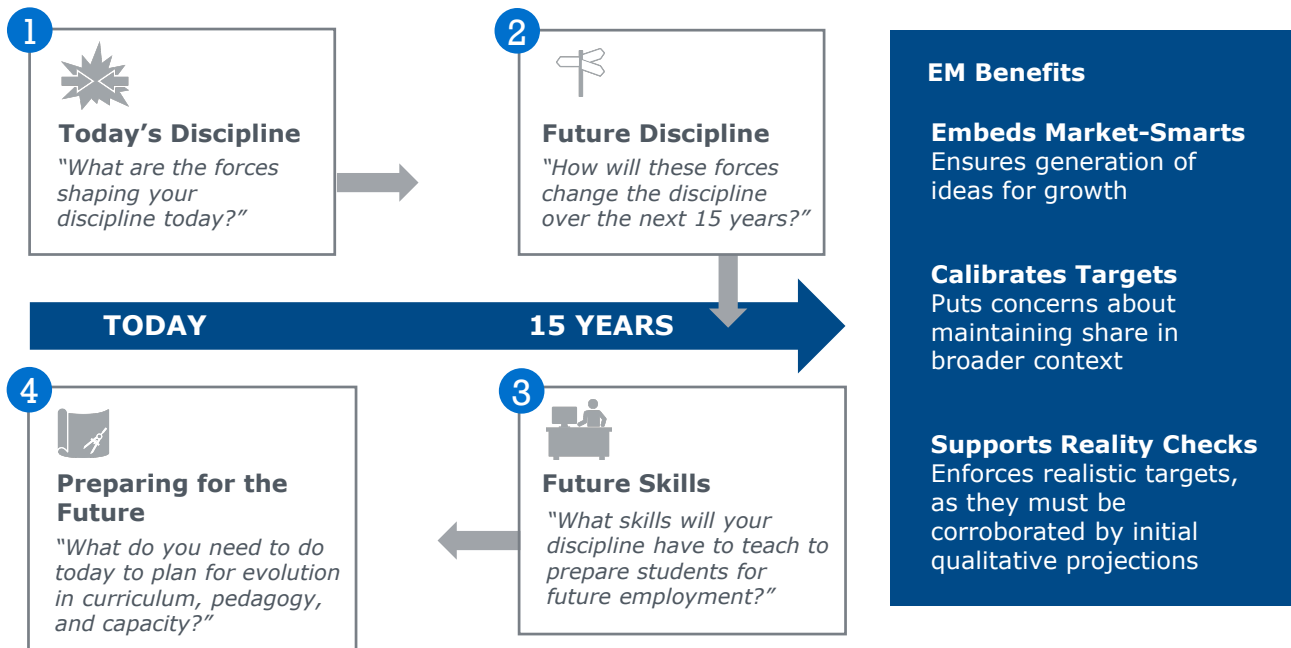 1
Today’s Discipline
“What are the forces
shaping your
discipline today?”
2
Future Discipline
“How will these forces
change the discipline
over the next 15 years?”
TODAY
15 YEARS
3
Future Skills
“What skills will your
discipline have to teach to
prepare students for
future employment?”
4
Preparing for the
Future
“What do you need to do
today to plan for evolution
in curriculum, pedagogy,
and capacity?”
EM Benefits
Embeds Market-Smarts
Ensures generation of
ideas for growth
Calibrates Targets
Puts concerns about
maintaining share in
broader context
Supports Reality Checks
Enforces realistic targets,
as they must be
corroborated by initial
qualitative projections